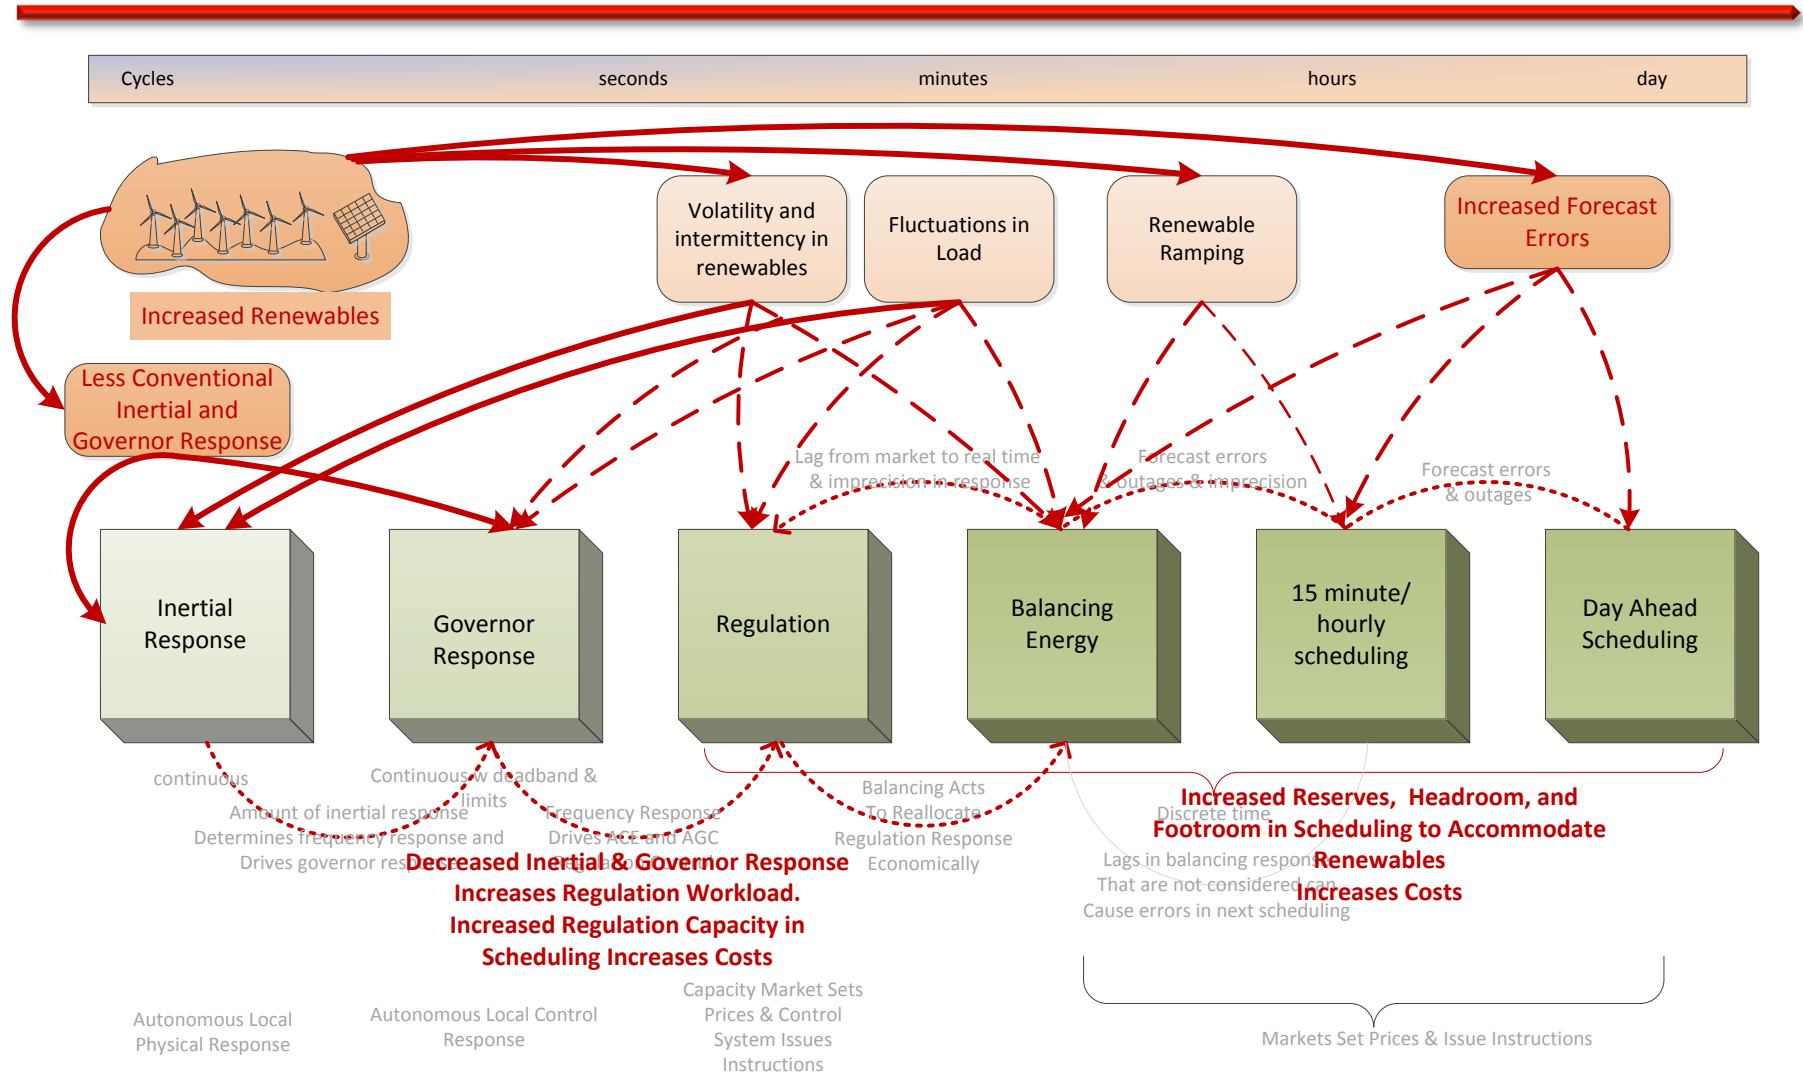 Cycles seconds minutes hours day
Volatility and
intermittency in
renewables
Fluctuations in
Load
Renewable
Ramping
Increased Forecast
Errors
Increased Renewables
Less Conventional
Inertial and
Governor Response
Lag from market to real time
& imprecision in response
Forecast errors
& outages & imprecision
Forecast errors
& outages
Inertial
Response
Governor
Response
Regulation
Balancing
Energy
15 minute/
hourly
scheduling
Day Ahead
Scheduling
continuous
Continuous w deadband &
limits
Amount of inertial response
Determines frequency response and
Drives governor response
Frequency Response
Drives ACE and AGC
Balancing Acts
To Reallocate
Regulation Response
Economically
Discrete time
Lags in balancing response
That are not considered can
Cause errors in next scheduling
Increased Reserves, Headroom, and
Footroom in Scheduling to Accommodate
Renewables
Increases Costs
Decreased Inertial & Governor Response
Increases Regulation Workload.
Increased Regulation Capacity in
Scheduling Increases Costs
Autonomous Local
Physical Response
Autonomous Local Control
Response
Capacity Market Sets
Prices & Control
System Issues
Instructions
Markets Set Prices & Issue Instructions